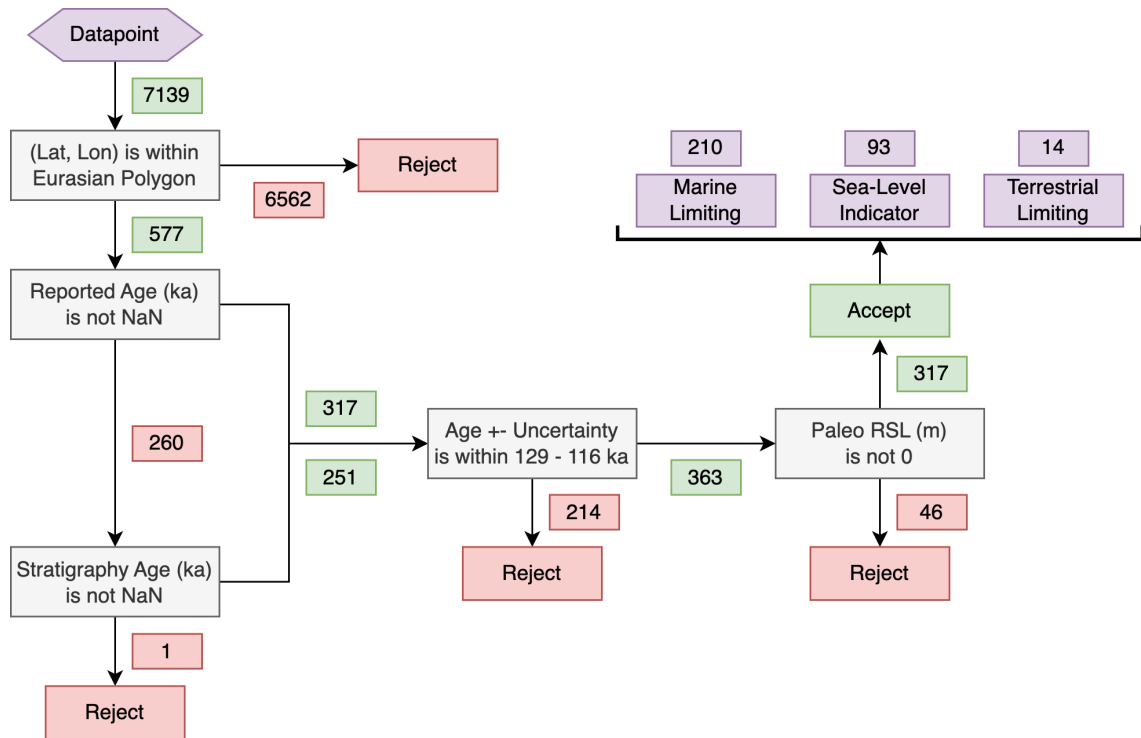 Datapoint
7139
(Lat, Lon) is within
Eurasian Polygon
Reject
6562
577
Reported Age (ka)
is not NaN
260
317
251
Stratigraphy Age (ka)
is not NaN
1
Reject
Age +- Uncertainty
is within 129 - 116 ka
214
Reject
363
Paleo RSL (m)
is not 0
46
Reject
317
Accept
210
Marine
Limiting
93
Sea-Level
Indicator
14
Terrestrial
Limiting